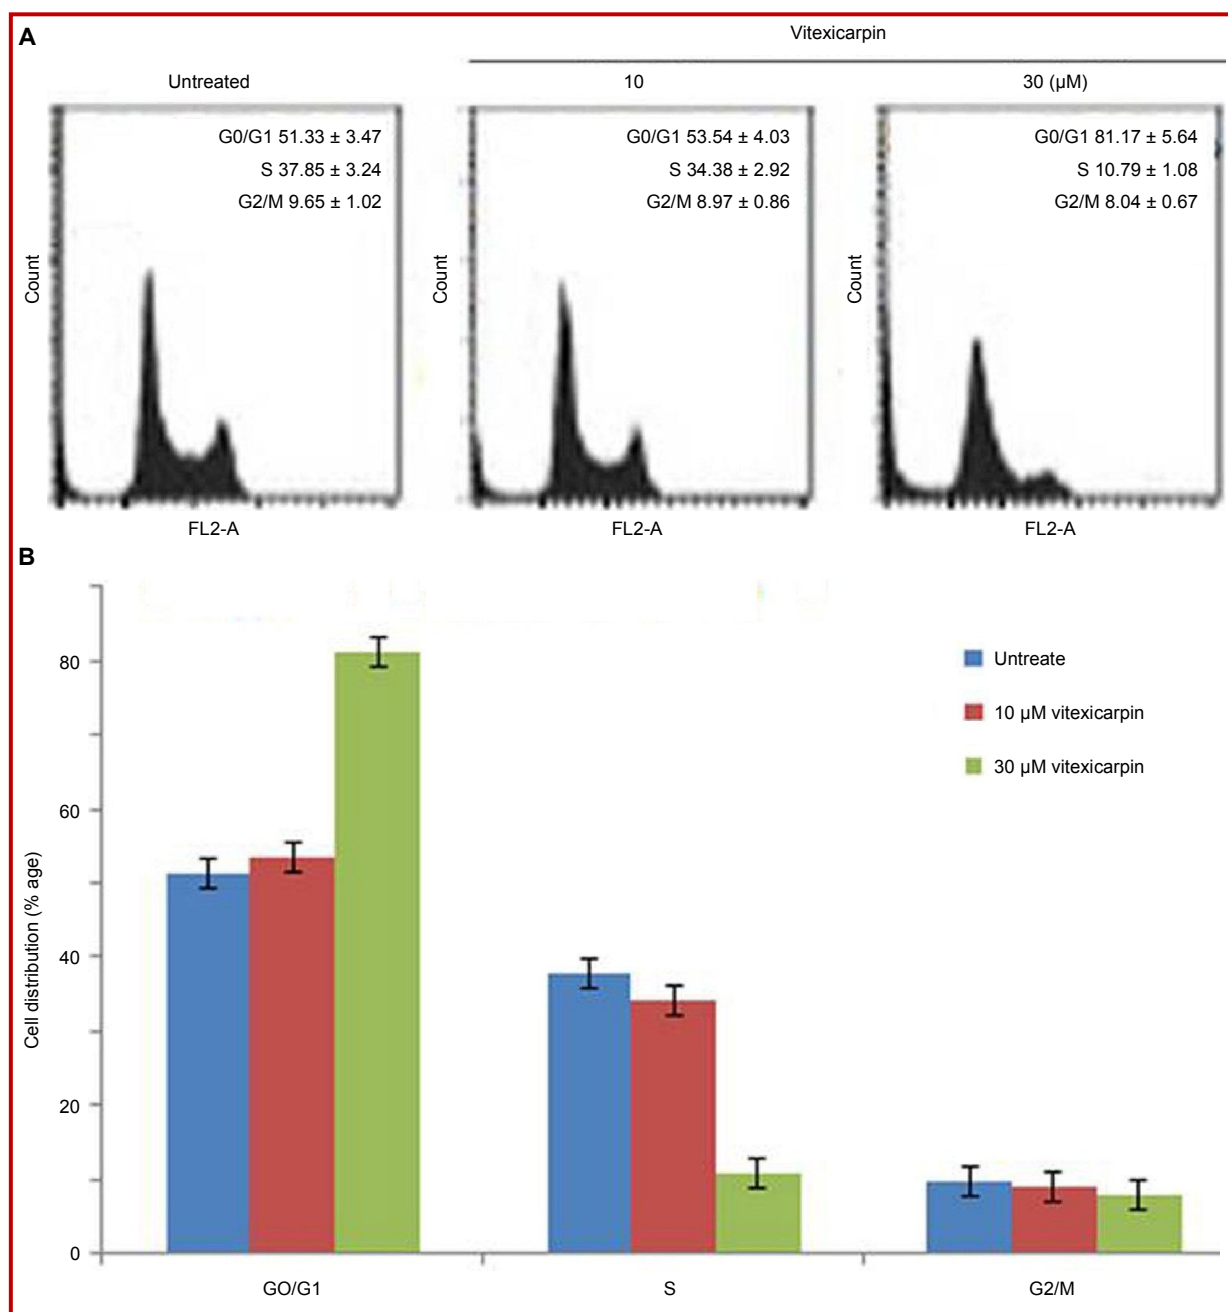 A
Vitexicarpin
Untreated
10
30 (µM)
G0/G1 51.33 ± 3.47
S 37.85 ± 3.24
G2/M 9.65 ± 1.02
Count
FL2-A
G0/G1 53.54 ± 4.03
S 34.38 ± 2.92
G2/M 8.97 ± 0.86
Count
FL2-A
G0/G1 81.17 ± 5.64
S 10.79 ± 1.08
G2/M 8.04 ± 0.67
Count
FL2-A
B
Cell distribution (% age)
80
60
40
20
0
Untreate
10 µM vitexicarpin
30 µM vitexicarpin
GO/G1
S
G2/M